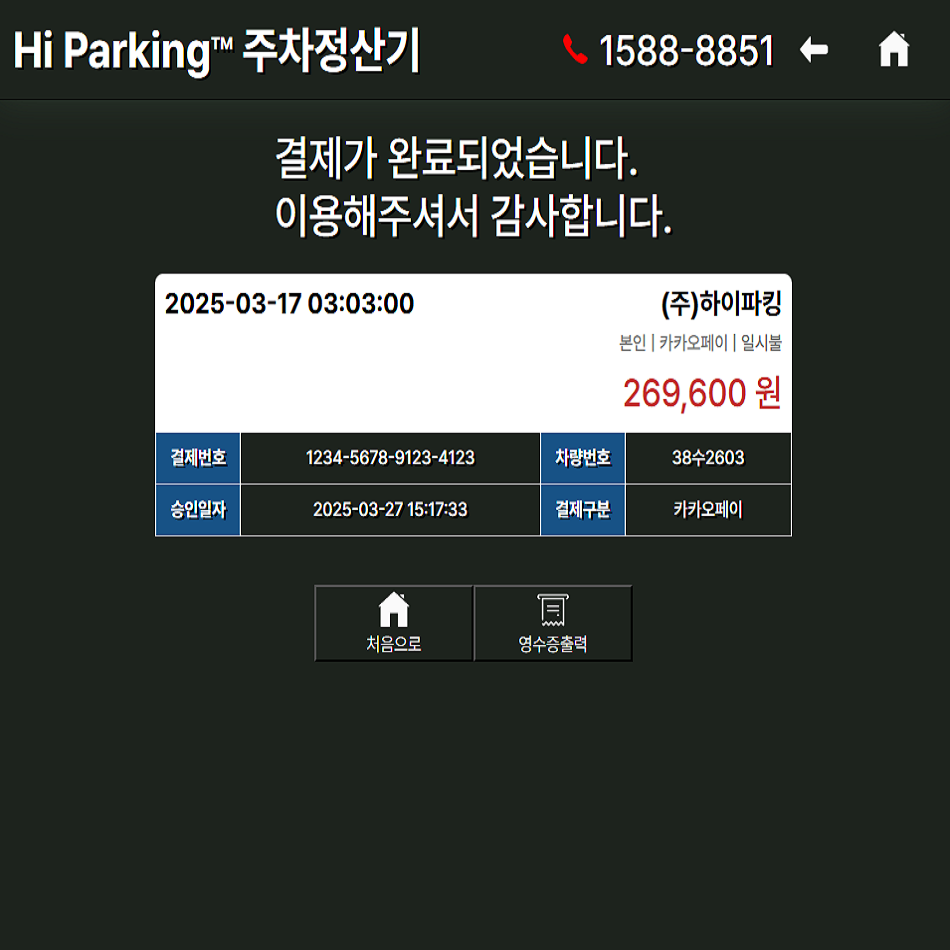 Hi Parking™ 주차정산기 1588-8851
결제가 완료되었습니다.
이용해주셔서 감사합니다.
2025-03-17 03:03:00 (주)하이파킹
본인 | 카카오페이 | 일시불
269,600 원
결제번호 1234-5678-9123-4123 차량번호 38수2603
승인일자 2025-03-27 15:17:33 결제구분 카카오페이
처음으로 영수증출력